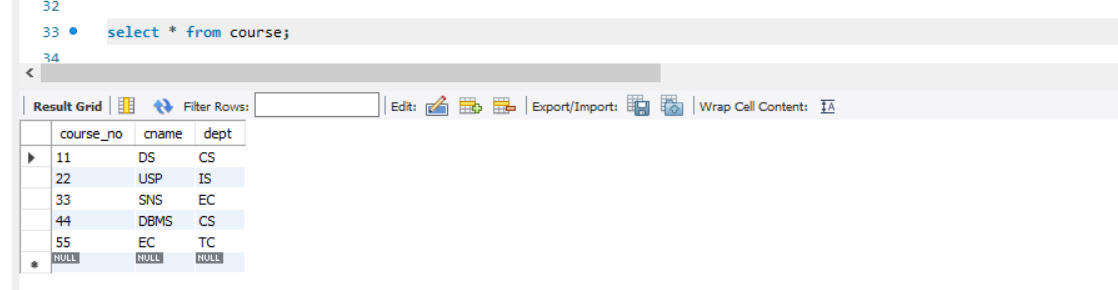 32
33 select * from course;
34
Result Grid Filter Rows: Edit: Export/Import: Wrap Cell Content: IA
course_no cname dept
11 DS CS
22 USP IS
33 SNS EC
44 DBMS CS
55 EC TC
NULL NULL NULL